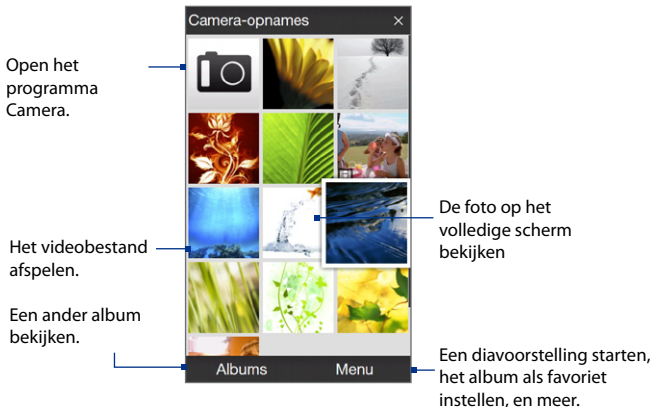 Camera-opnames
Open het
programma
Camera.
De foto op het
volledige scherm
bekijken
Het videobestand
afspelen.
Een ander album
bekijken.
Albums
Menu
Een diavoorstelling starten,
het album als favoriet
instellen, en meer.